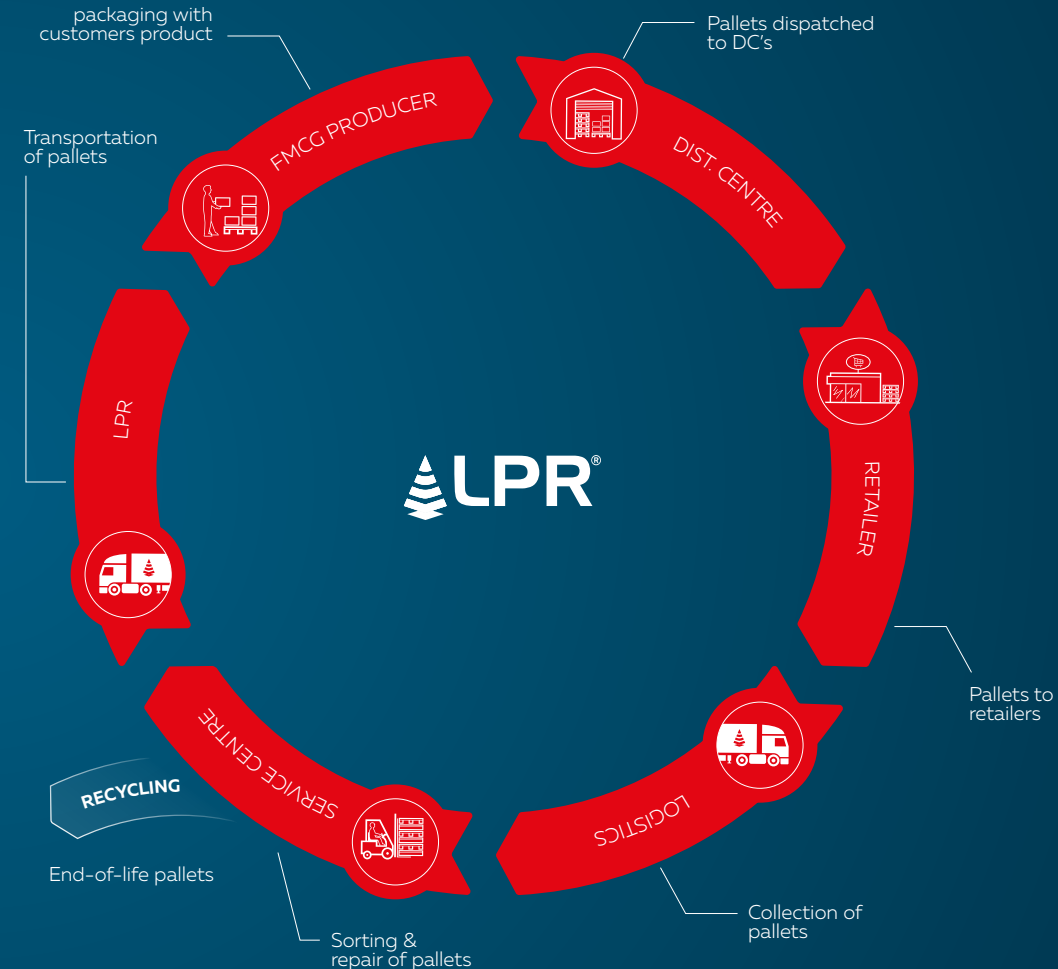 packaging with
customers product
Pallets dispatched
to DC's
FMCG PRODUCER
DIST. CENTRE
Transportation
of pallets
LPR
LPR®
RETAILER
Pallets to
retailers
SERVICE CENTRE
LOGISTICS
RECYCLING
End-of-life pallets
Collection of
pallets
Sorting &
repair of pallets